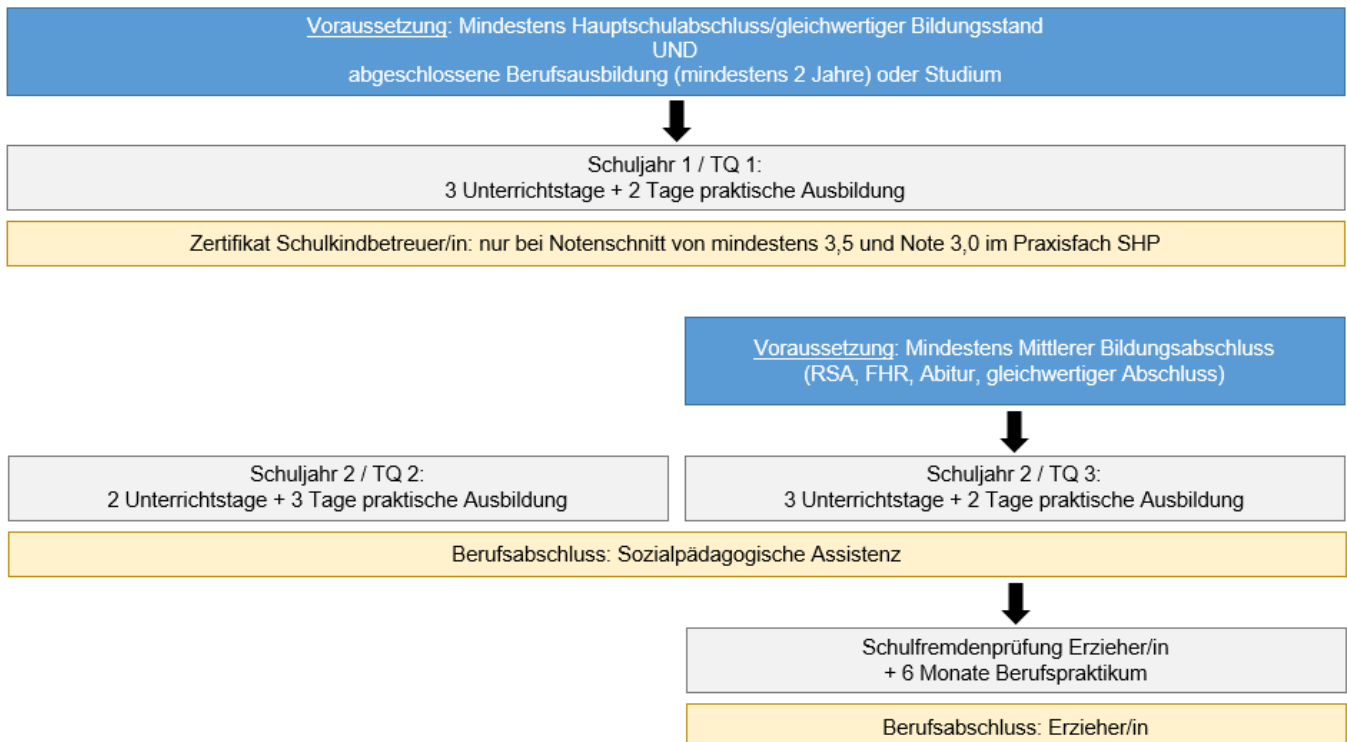 Voraussetzung: Mindestens Hauptschulabschluss/gleichwertiger Bildungsstand
UND
abgeschlossene Berufsausbildung (mindestens 2 Jahre) oder Studium
Schuljahr 1 / TQ 1:
3 Unterrichtstage + 2 Tage praktische Ausbildung
Zertifikat Schulkindbetreuer/in: nur bei Notenschnitt von mindestens 3,5 und Note 3,0 im Praxisfach SHP
Voraussetzung: Mindestens Mittlerer Bildungsabschluss
(RSA, FHR, Abitur, gleichwertiger Abschluss)
Schuljahr 2 / TQ 2:
2 Unterrichtstage + 3 Tage praktische Ausbildung
Schuljahr 2 / TQ 3:
3 Unterrichtstage + 2 Tage praktische Ausbildung
Berufsabschluss: Sozialpädagogische Assistenz
Schulfremdenprüfung Erzieher/in
+ 6 Monate Berufspraktikum
Berufsabschluss: Erzieher/in